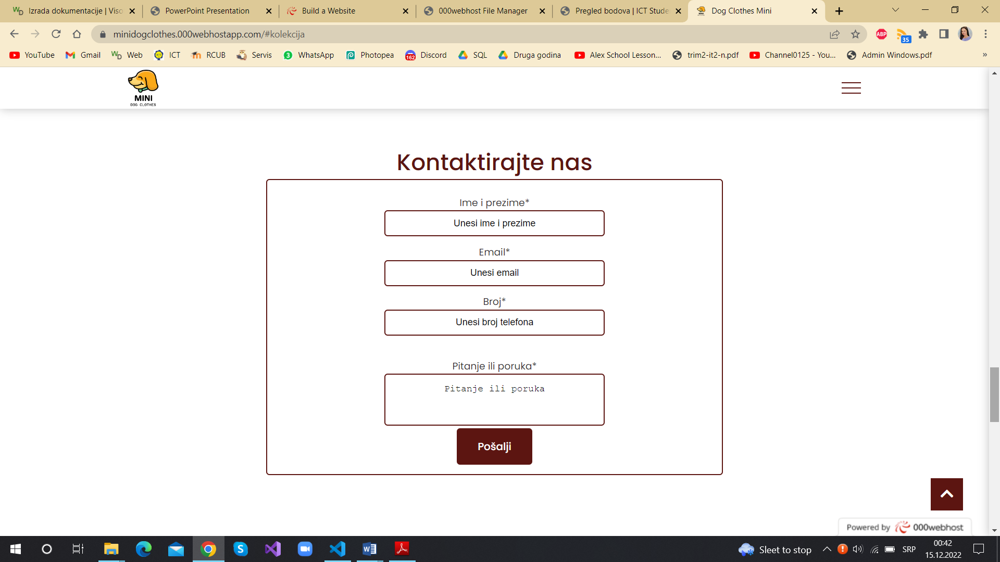 Izrada dokumentacije | Viso
PowerPoint Presentation
Build a Website
000webhost File Manager
Pregled bodova | ICT Stude
Dog Clothes Mini
minidogclothes.000webhostapp.com/#kolekcija
ABP
35
YouTube
Gmail
Web
ICT
RCUB
Servis
3
WhatsApp
Photopea
162
Discord
SQL
Druga godina
Alex School Lesson...
trim2-it2-n.pdf
Channel0125 - You...
Admin Windows.pdf
»
MINI
DOG CLOTHES
Kontaktirajte nas
Ime i prezime*
Unesi ime i prezime
Email*
Unesi email
Broj*
Unesi broj telefona
Pitanje ili poruka*
Pitanje ili poruka
Pošalji
Powered by 000webhost
Sleet to stop
SRP
00:42
15.12.2022